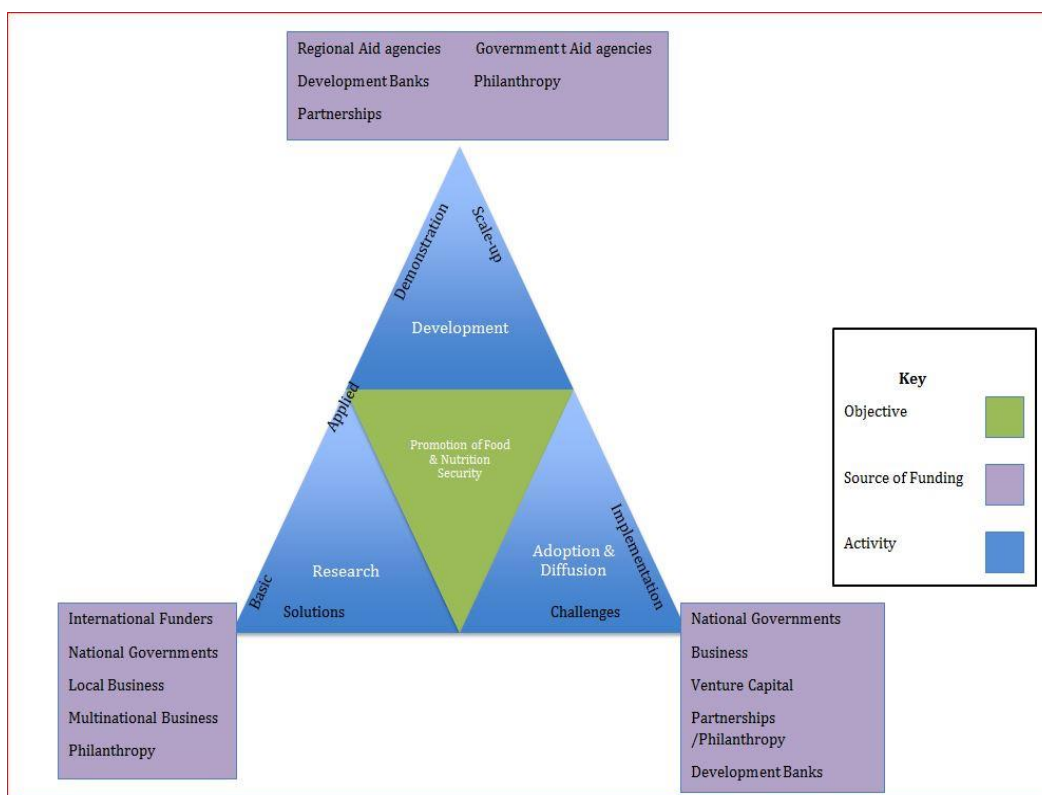 Regional Aid agencies
Government t Aid agencies
Development Banks
Philanthropy
Partnerships
Demonstration
Scale-up
Development
Applied
Promotion of Food
& Nutrition
Security
Basic
Research
Solutions
Adoption &
Diffusion
Implementation
Challenges
Key
Objective
Source of Funding
Activity
International Funders
National Governments
Local Business
Multinational Business
Philanthropy
National Governments
Business
Venture Capital
Partnerships
/Philanthropy
Development Banks